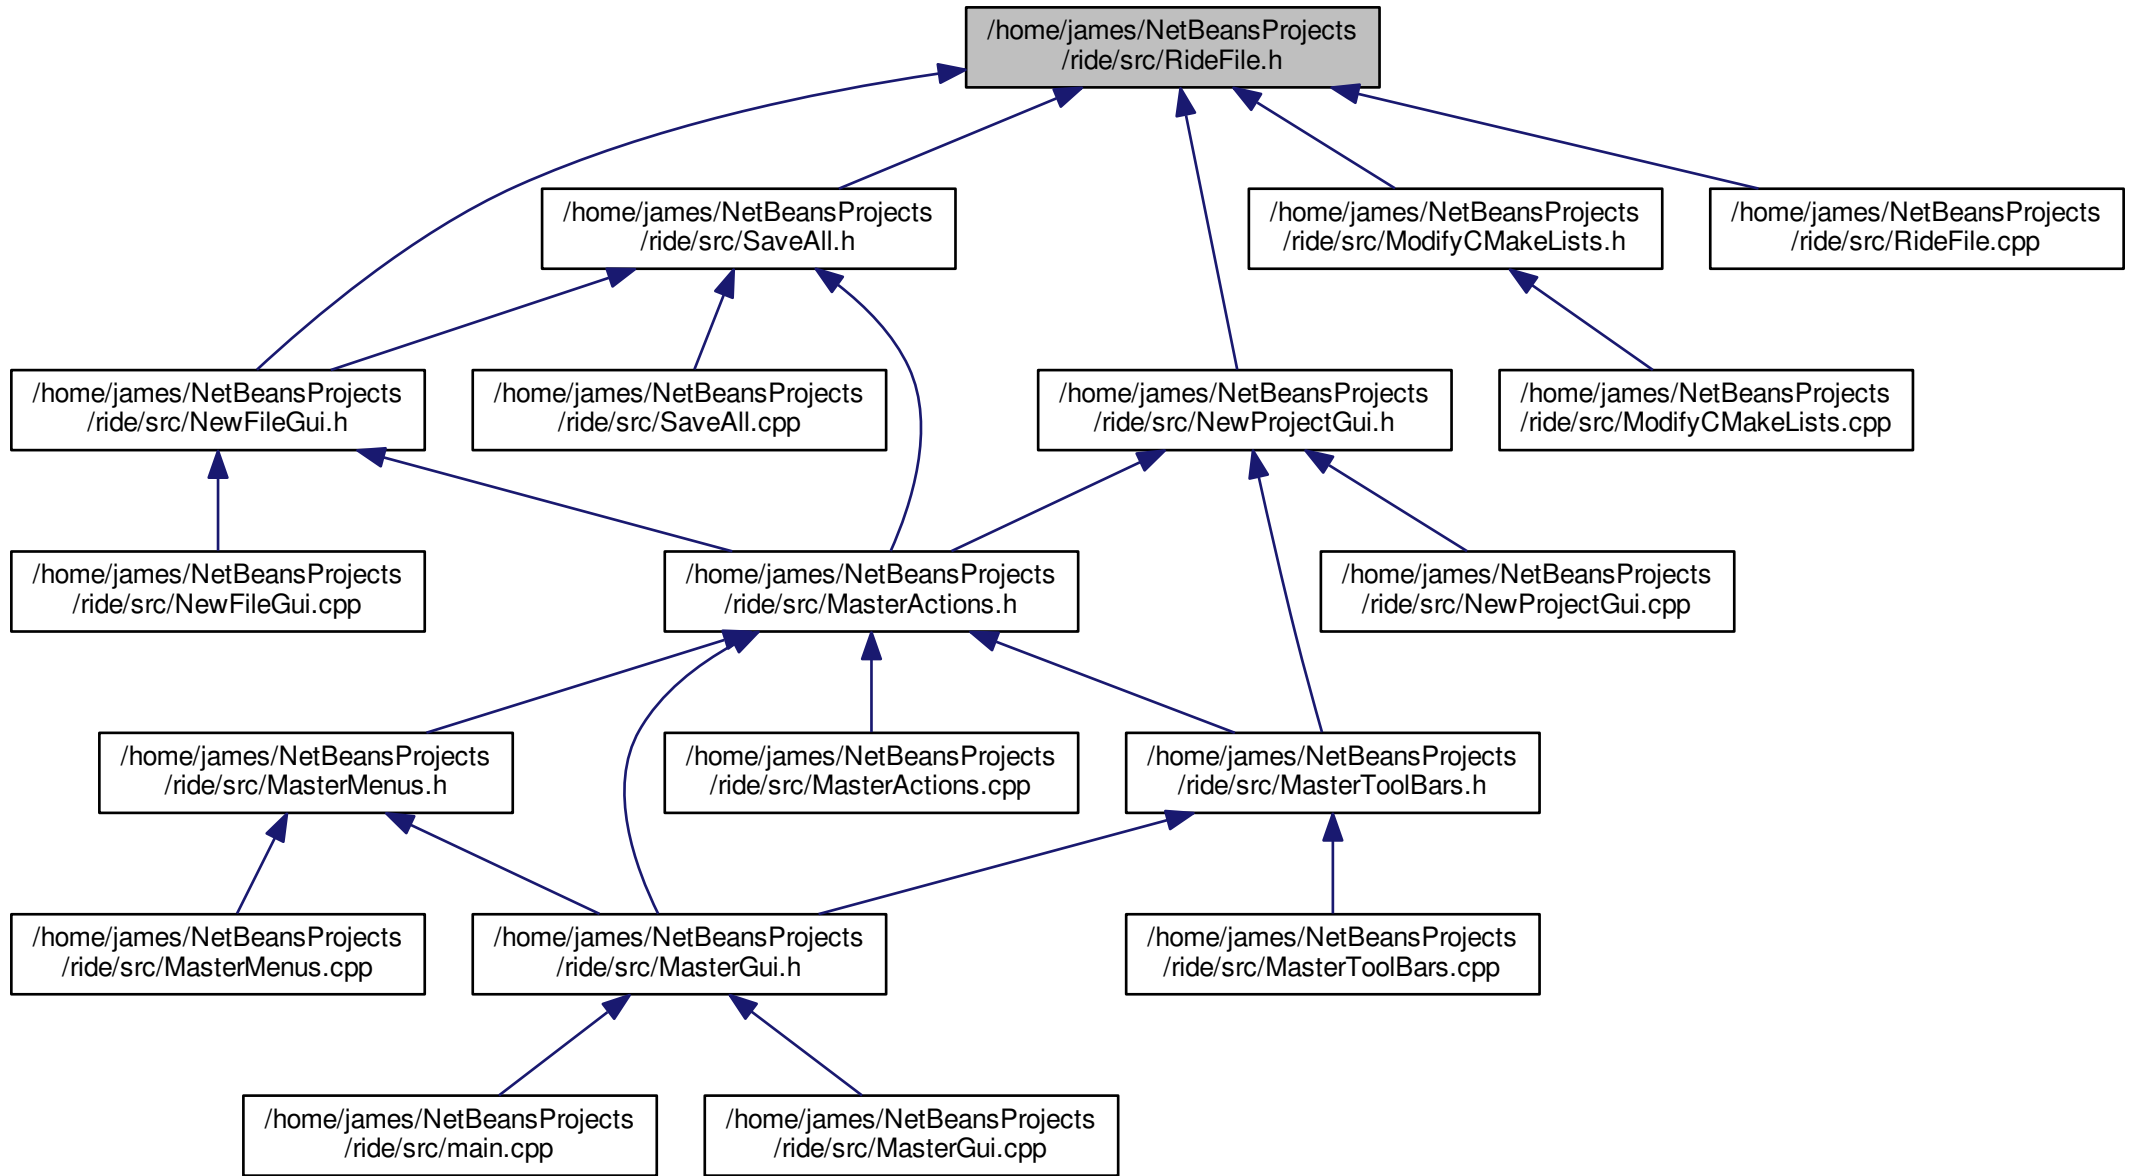 /home/james/NetBeansProjects
/ride/src/RideFile.h
/home/james/NetBeansProjects
/ride/src/SaveAll.h
/home/james/NetBeansProjects
/ride/src/ModifyCMakeLists.h
/home/james/NetBeansProjects
/ride/src/RideFile.cpp
/home/james/NetBeansProjects
/ride/src/NewFileGui.h
/home/james/NetBeansProjects
/ride/src/SaveAll.cpp
/home/james/NetBeansProjects
/ride/src/NewProjectGui.h
/home/james/NetBeansProjects
/ride/src/ModifyCMakeLists.cpp
/home/james/NetBeansProjects
/ride/src/NewFileGui.cpp
/home/james/NetBeansProjects
/ride/src/MasterActions.h
/home/james/NetBeansProjects
/ride/src/NewProjectGui.cpp
/home/james/NetBeansProjects
/ride/src/MasterMenus.h
/home/james/NetBeansProjects
/ride/src/MasterActions.cpp
/home/james/NetBeansProjects
/ride/src/MasterToolBars.h
/home/james/NetBeansProjects
/ride/src/MasterMenus.cpp
/home/james/NetBeansProjects
/ride/src/MasterGui.h
/home/james/NetBeansProjects
/ride/src/MasterToolBars.cpp
/home/james/NetBeansProjects
/ride/src/main.cpp
/home/james/NetBeansProjects
/ride/src/MasterGui.cpp